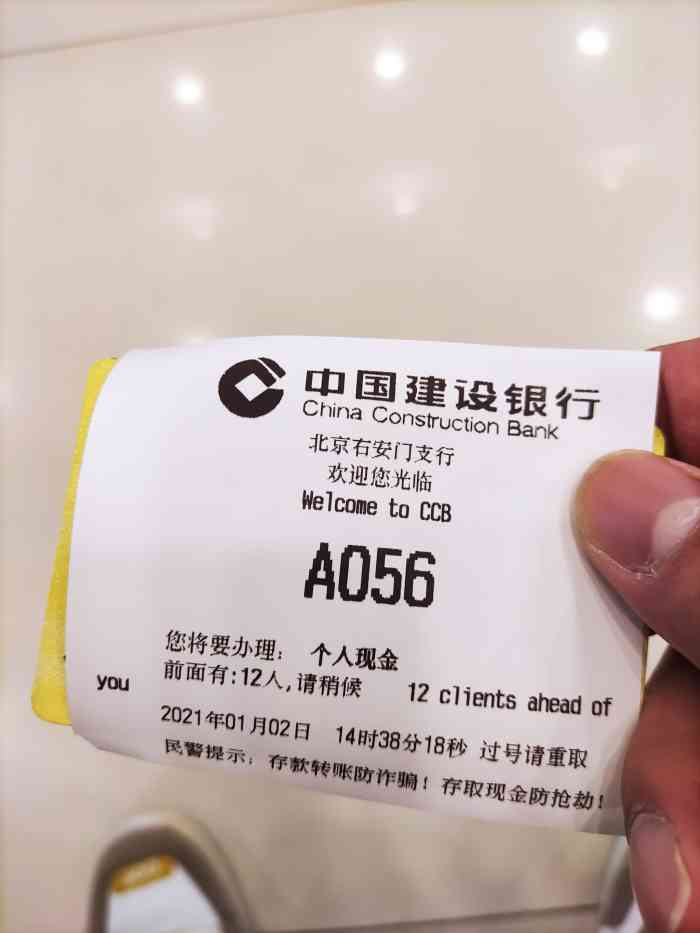 中国建设银行
China Construction Bank
北京右安门支行
欢迎您光临
Welcome to CCB
A056
您将要办理： 个人现金
前面有:12人,请稍候 12 clients ahead of
you
2021年01月02日 14时38分18秒 过号请重取
民警提示：存款转账防诈骗！存取现金防抢劫！